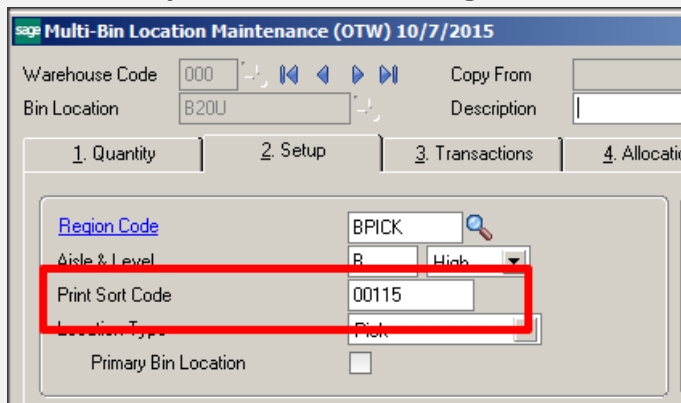 sage Multi-Bin Location Maintenance (OTW) 10/7/2015
Warehouse Code 000 Copy From
Bin Location B20U Description
1. Quantity 2. Setup 3. Transactions 4. Allocati
Region Code BPICK
Aisle & Level B High
Print Sort Code 00115
Location Type Pick
Primary Bin Location